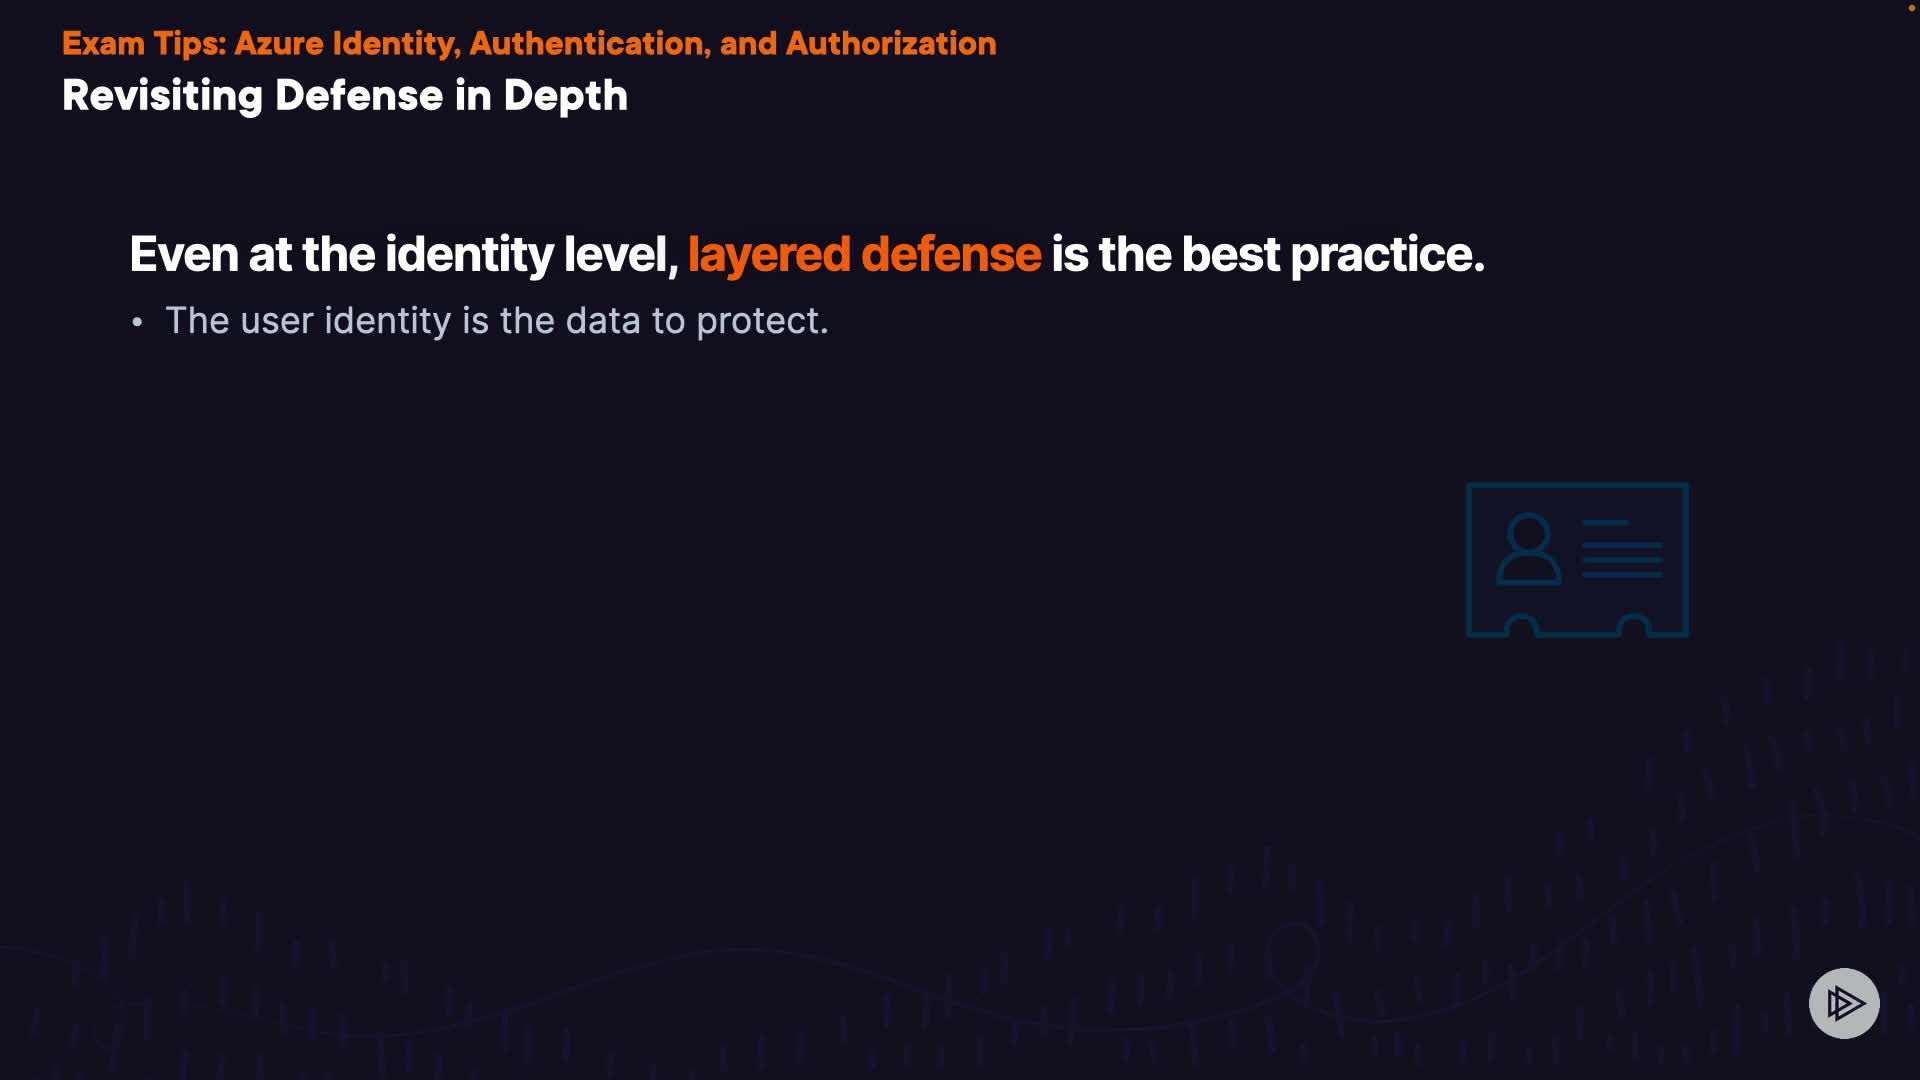 Exam Tips: Azure Identity, Authentication, and Authorization
Revisiting Defense in Depth
Even at the identity level, layered defense is the best practice.
• The user identity is the data to protect.